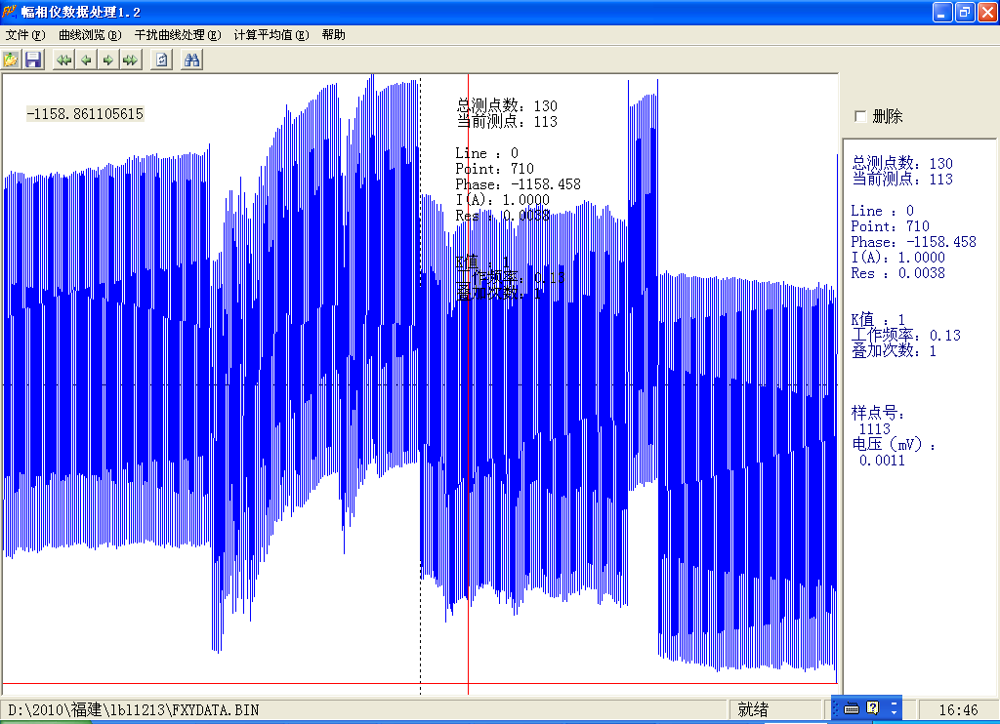 幅相仪数据处理1.2
文件(F) 曲线浏览(B) 干扰曲线处理(E) 计算平均值(E) 帮助
-1158.861105615
总测点数: 130
当前测点: 113
Line : 0
Point: 710
Phase: -1158.458
I(A): 1.0000
Res : 0.0038
K值 : 1
工作频率: 0.13
叠加次数: 1
删除
总测点数: 130
当前测点: 113
Line : 0
Point: 710
Phase: -1158.458
I(A): 1.0000
Res : 0.0038
K值 : 1
工作频率: 0.13
叠加次数: 1
样点号:
1113
电压(mV) :
0.0011
D:\2010\福建\lbl1213\FXYDATA.BIN
就绪
16:46